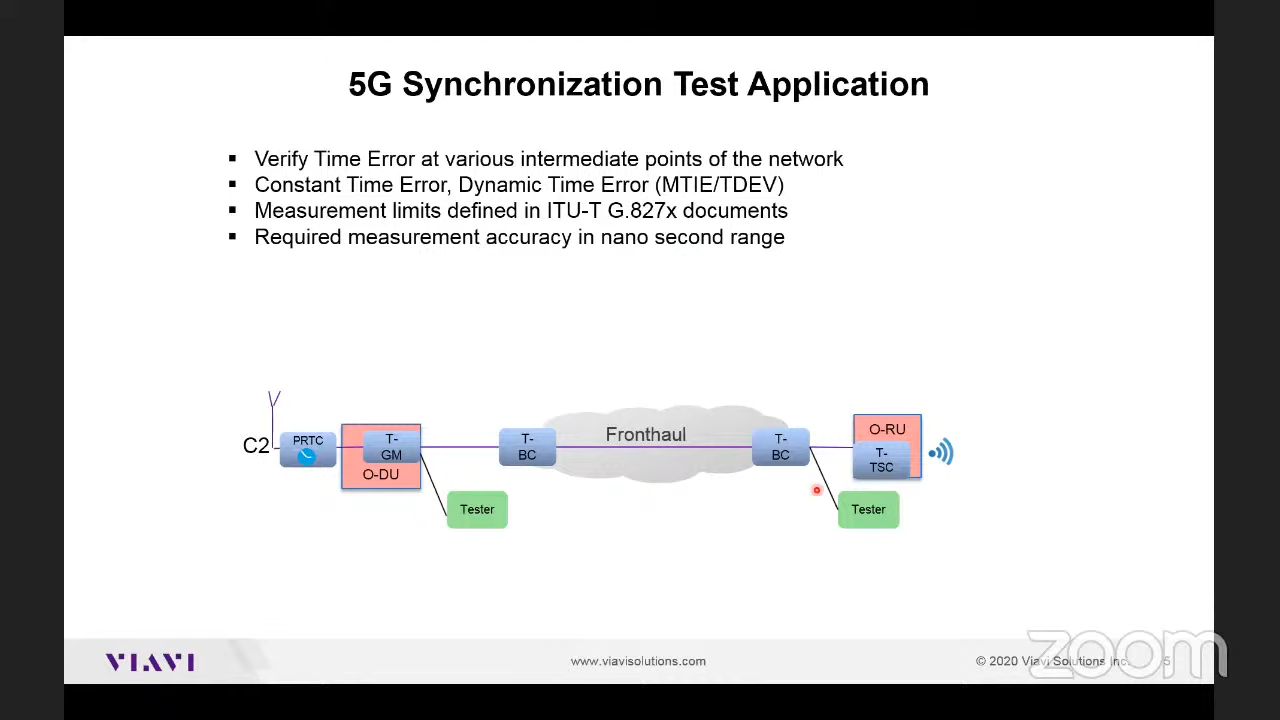 5G Synchronization Test Application
▪ Verify Time Error at various intermediate points of the network
▪ Constant Time Error, Dynamic Time Error (MTIE/TDEV)
▪ Measurement limits defined in ITU-T G.827x documents
▪ Required measurement accuracy in nano second range
C2
PRTC
T-
GM
O-DU
Tester
T-
BC
Fronthaul
T-
BC
O-RU
T-
TSC
Tester
VIAVI
www.viavisolutions.com
© 2020 Viavi Solutions Inc.
5
zoom